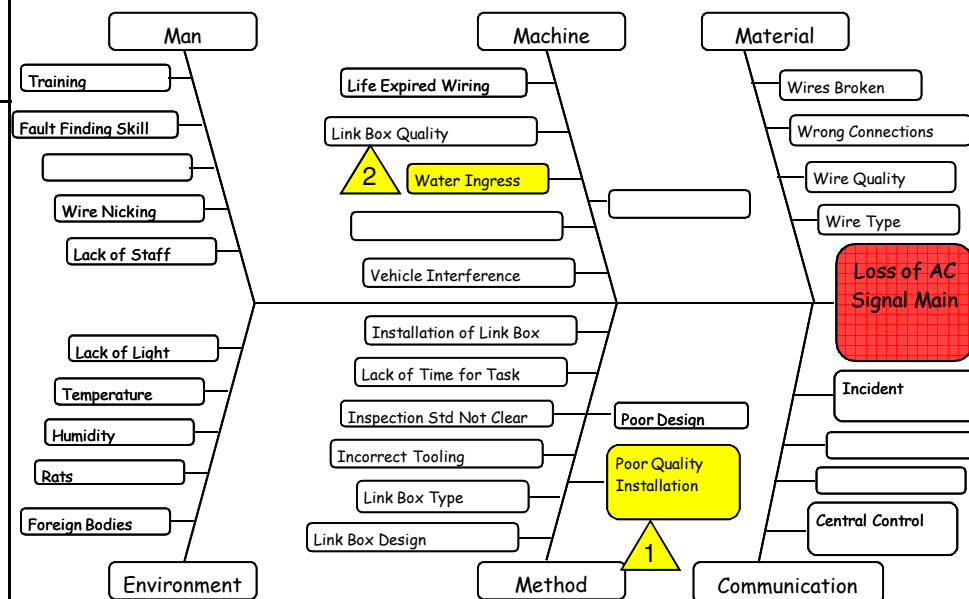 Man
Machine
Material
Training
Fault Finding Skill
Wire Nicking
Lack of Staff
Life Expired Wiring
Link Box Quality
2
Water Ingress
Vehicle Interference
Wires Broken
Wrong Connections
Wire Quality
Wire Type
Loss of AC
Signal Main
Lack of Light
Temperature
Humidity
Rats
Foreign Bodies
Installation of Link Box
Lack of Time for Task
Inspection Std Not Clear
Incorrect Tooling
Link Box Type
Link Box Design
Poor Design
Poor Quality
Installation
1
Incident
Central Control
Environment
Method
Communication